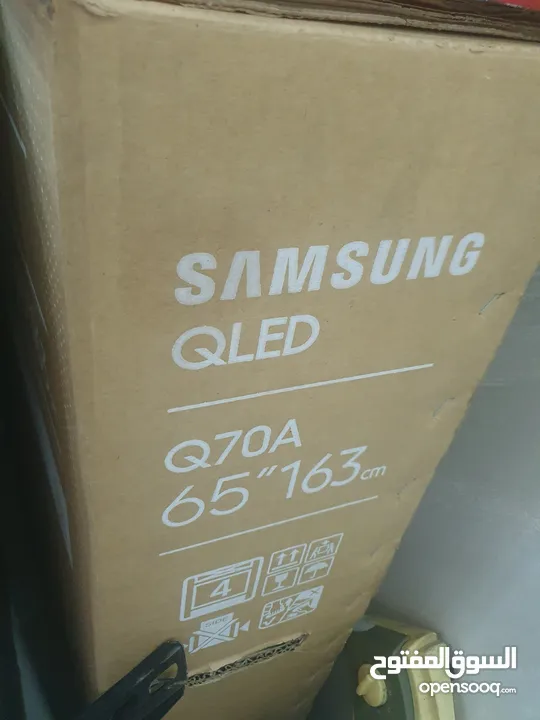 SAMSUNG
QLED
Q70A
65" 163cm
4
السوق المفتوح
opensooq.com